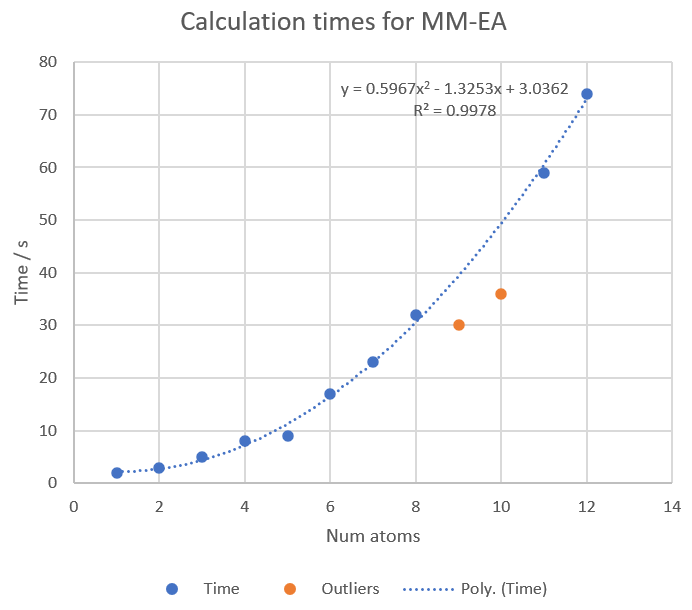 Calculation times for MM-EA
80
70
60
50
40
30
20
10
0
Time / s
y = 0.5967x² - 1.3253x + 3.0362
R² = 0.9978
0 2 4 6 8 10 12 14
Num atoms
Time Outliers Poly. (Time)